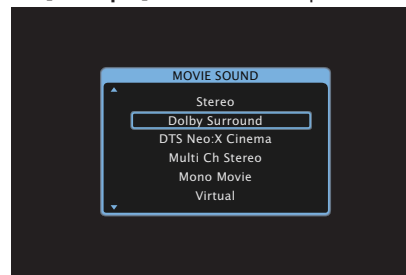 MOVIE SOUND
Stereo
Dolby Surround
DTS Neo:X Cinema
Multi Ch Stereo
Mono Movie
Virtual